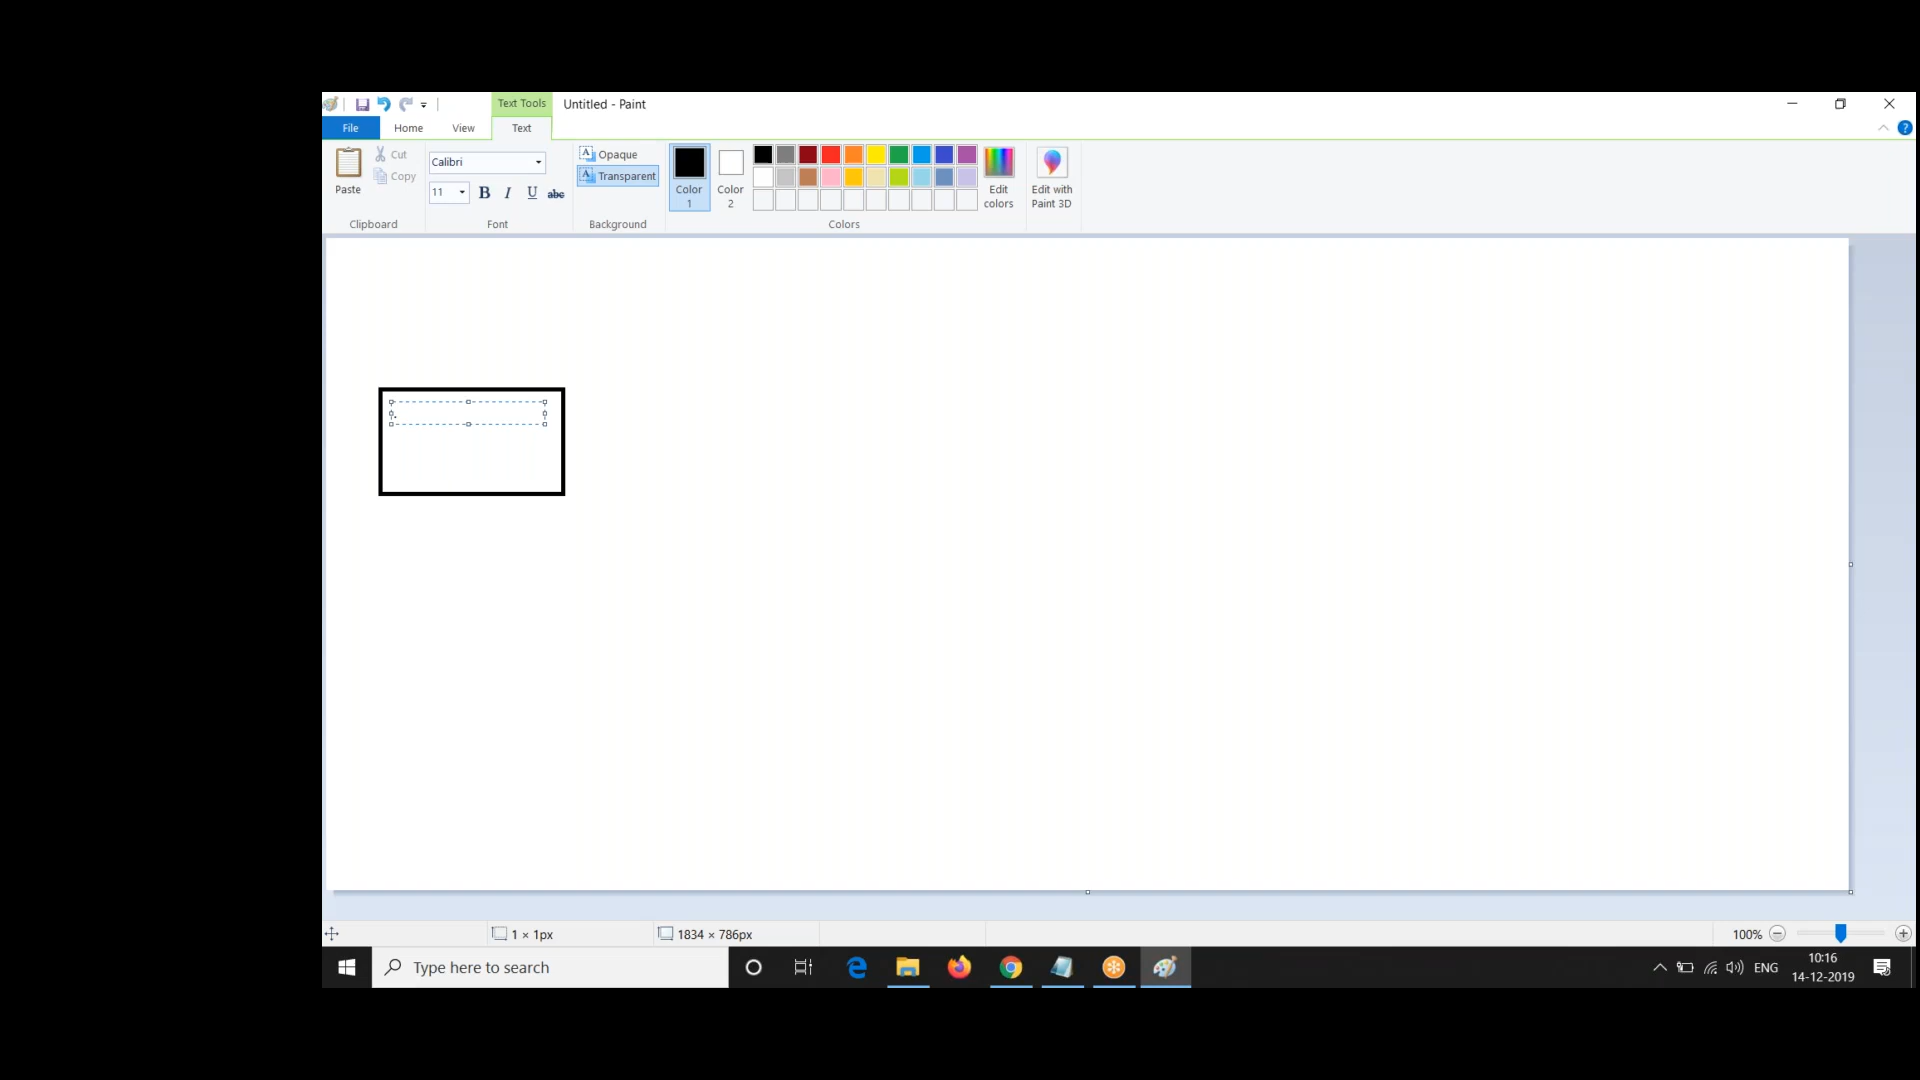 Text Tools
Untitled - Paint
File
Home
View
Text
Paste
Cut
Copy
Clipboard
Calibri
11
B I U abc
Font
Opaque
Transparent
Background
Color
1
Color
2
Edit
colors
Colors
Edit with
Paint 3D
1 × 1px
1834 × 786px
100%
Type here to search
ENG
10:16
14-12-2019